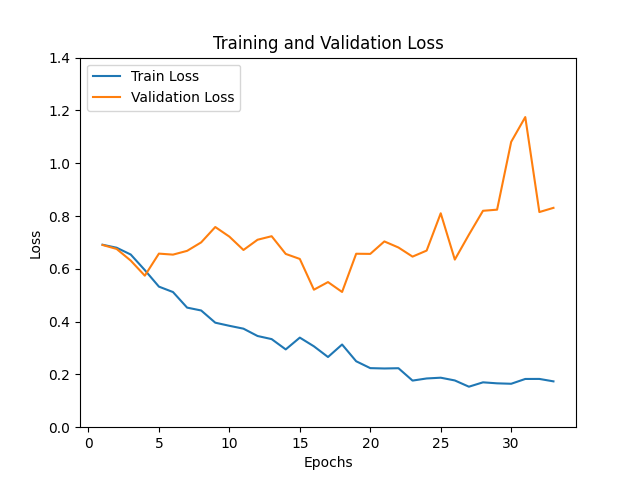 Training and Validation Loss
Train Loss
Validation Loss
1.4
1.2
1.0
0.8
0.6
0.4
0.2
0.0
Loss
0 5 10 15 20 25 30
Epochs